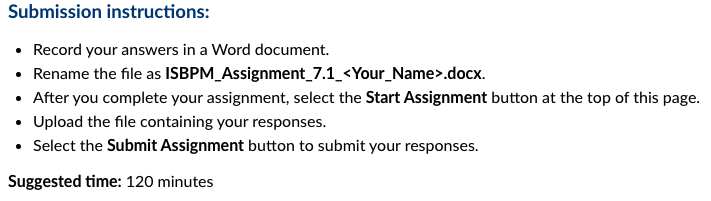 Submission instructions:
• Record your answers in a Word document.
• Rename the file as ISBPM_Assignment_7.1_<Your_Name>.docx.
• After you complete your assignment, select the Start Assignment button at the top of this page.
• Upload the file containing your responses.
• Select the Submit Assignment button to submit your responses.
Suggested time: 120 minutes